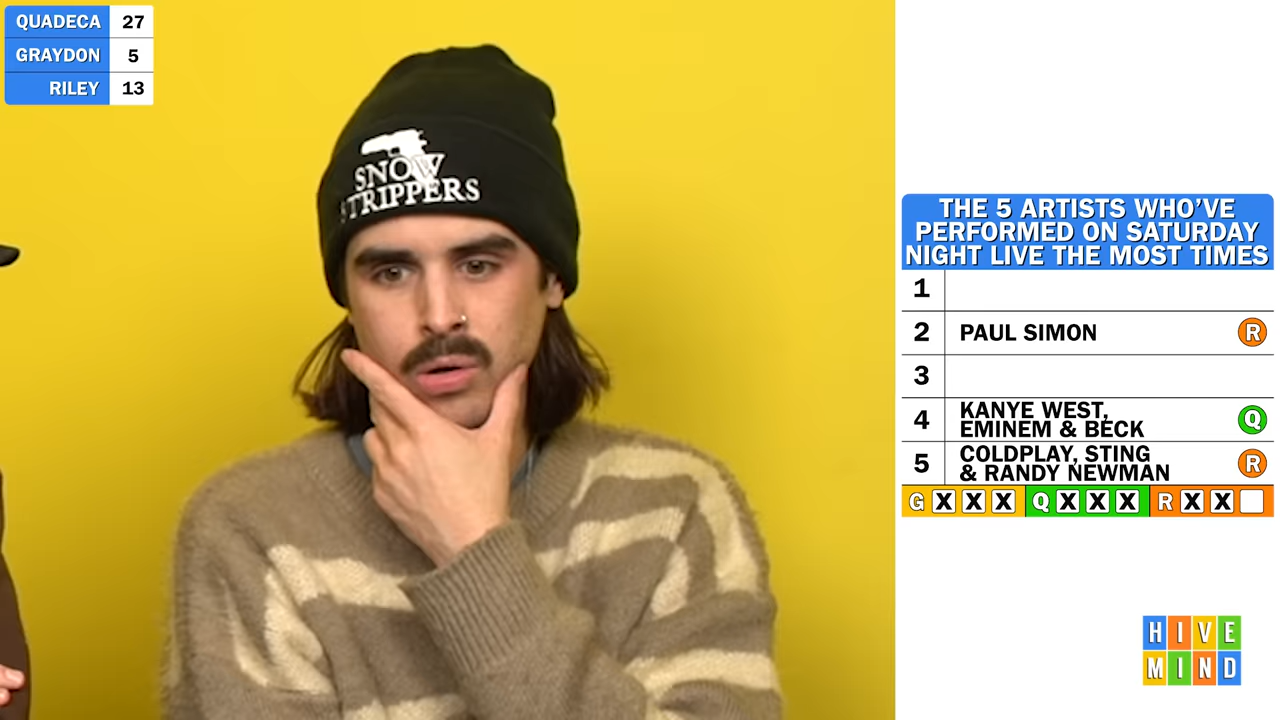 QUADECA 27
GRAYDON 5
RILEY 13
SNOW
STRIPPERS
THE 5 ARTISTS WHO'VE
PERFORMED ON SATURDAY
NIGHT LIVE THE MOST TIMES
1
2 PAUL SIMON R
3
4 KANYE WEST,
EMINEM & BECK Q
5 COLDPLAY, STING
& RANDY NEWMAN R
G X X X Q X X X R X X
HIVE
MIND